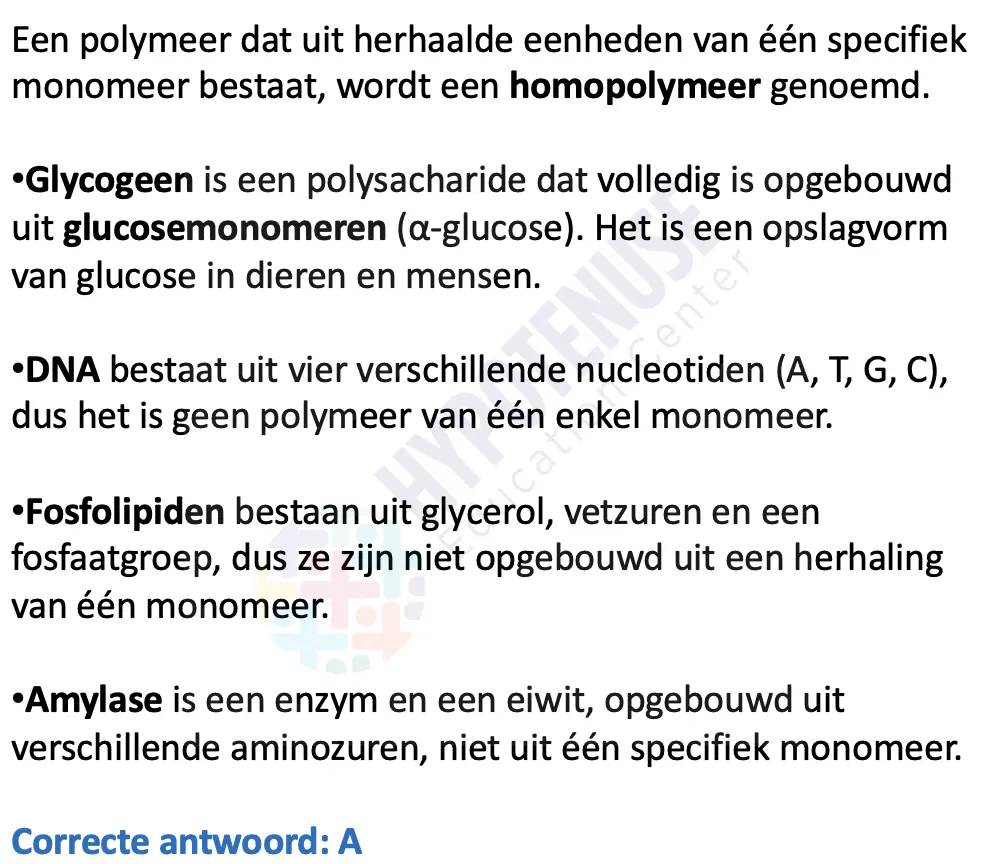 Een polymeer dat uit herhaalde eenheden van één specifiek
monomeer bestaat, wordt een homopolymeer genoemd.
•Glycogeen is een polysacharide dat volledig is opgebouwd
uit glucosemonomeren (α-glucose). Het is een opslagvorm
van glucose in dieren en mensen.
•DNA bestaat uit vier verschillende nucleotiden (A, T, G, C),
dus het is geen polymeer van één enkel monomeer.
•Fosfolipiden bestaan uit glycerol, vetzuren en een
fosfaatgroep, dus ze zijn niet opgebouwd uit een herhaling
van één monomeer.
•Amylase is een enzym en een eiwit, opgebouwd uit
verschillende aminozuren, niet uit één specifiek monomeer.
Correcte antwoord: A
HYPOTENUSE
Education Center